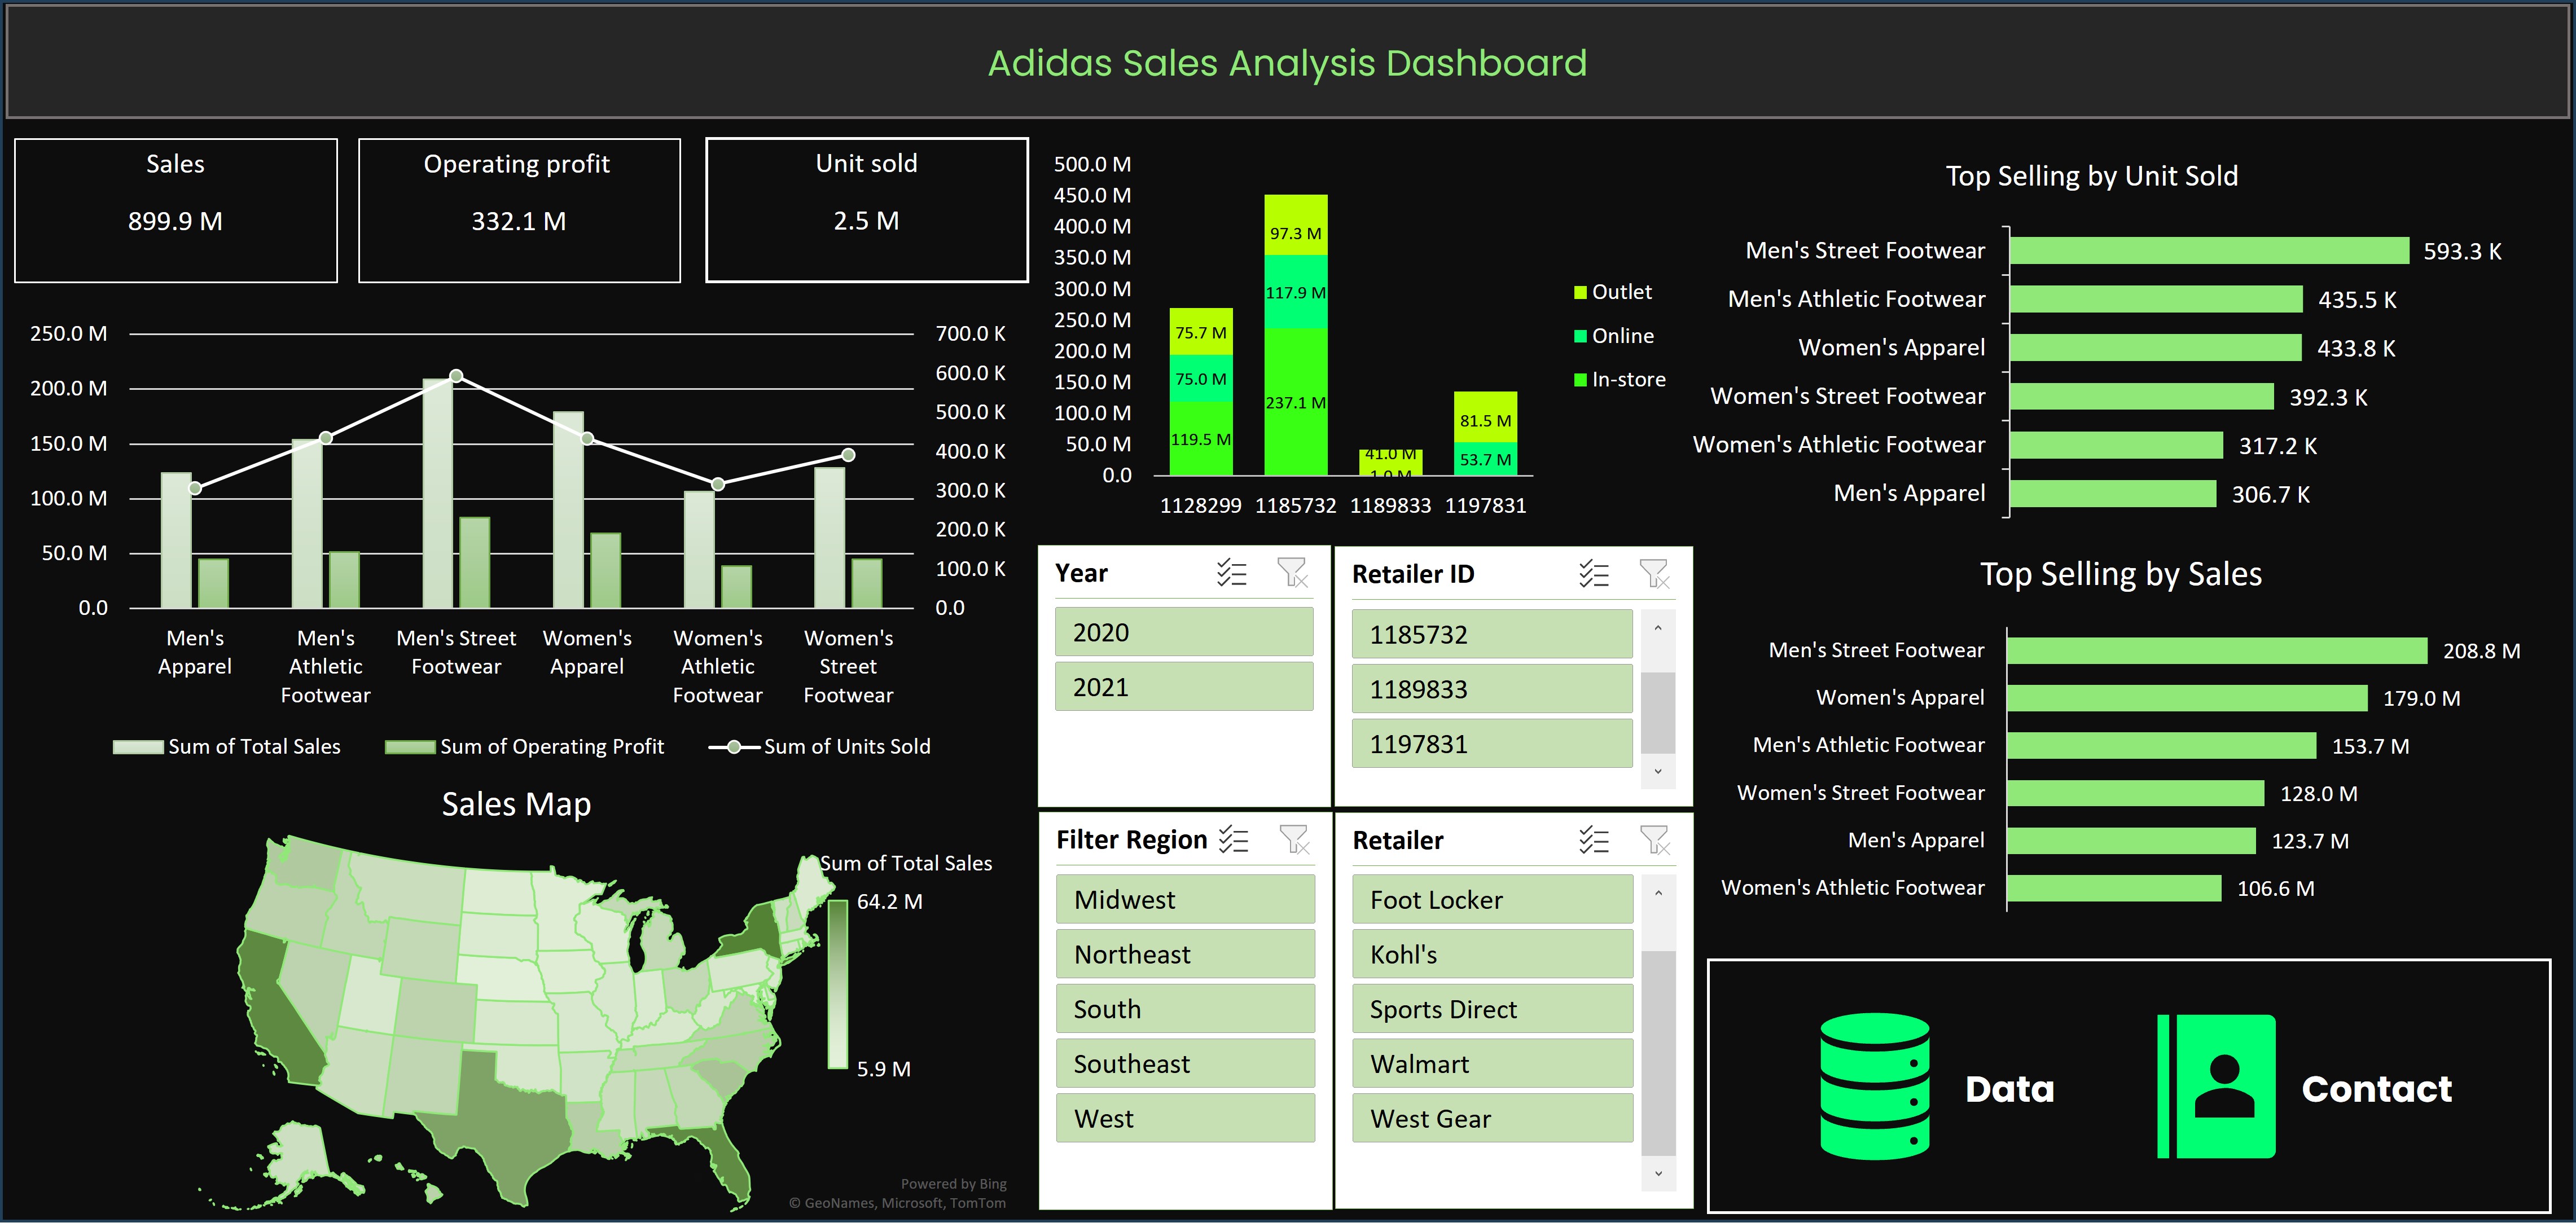 Adidas Sales Analysis Dashboard
Sales
899.9 M
Operating profit
332.1 M
Unit sold
2.5 M
250.0 M
200.0 M
150.0 M
100.0 M
50.0 M
0.0
700.0 K
600.0 K
500.0 K
400.0 K
300.0 K
200.0 K
100.0 K
0.0
Men's
Apparel
Men's
Athletic
Footwear
Men's Street
Footwear
Women's
Apparel
Women's
Athletic
Footwear
Women's
Street
Footwear
Sum of Total Sales
Sum of Operating Profit
Sum of Units Sold
Sales Map
Sum of Total Sales
64.2 M
5.9 M
Powered by Bing
© GeoNames, Microsoft, TomTom
500.0 M
450.0 M
400.0 M
350.0 M
300.0 M
250.0 M
200.0 M
150.0 M
100.0 M
50.0 M
0.0
75.7 M
75.0 M
119.5 M
97.3 M
117.9 M
237.1 M
41.0 M
1.0 M
81.5 M
53.7 M
1128299
1185732
1189833
1197831
Outlet
Online
In-store
Year
2020
2021
Retailer ID
1185732
1189833
1197831
Filter Region
Midwest
Northeast
South
Southeast
West
Retailer
Foot Locker
Kohl's
Sports Direct
Walmart
West Gear
Top Selling by Unit Sold
Men's Street Footwear 593.3 K
Men's Athletic Footwear 435.5 K
Women's Apparel 433.8 K
Women's Street Footwear 392.3 K
Women's Athletic Footwear 317.2 K
Men's Apparel 306.7 K
Top Selling by Sales
Men's Street Footwear 208.8 M
Women's Apparel 179.0 M
Men's Athletic Footwear 153.7 M
Women's Street Footwear 128.0 M
Men's Apparel 123.7 M
Women's Athletic Footwear 106.6 M
Data
Contact